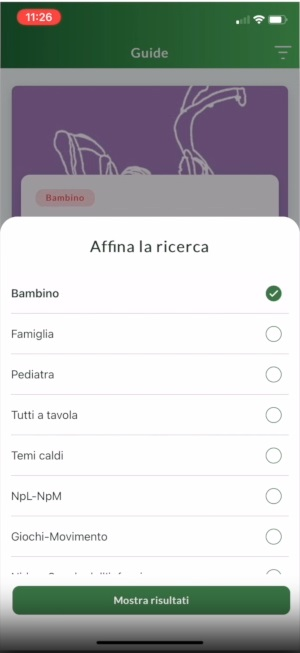 11:26
Guide
Bambino
Affina la ricerca
Bambino
Famiglia
Pediatra
Tutti a tavola
Temi caldi
NpL-NpM
Giochi-Movimento
Mostra risultati